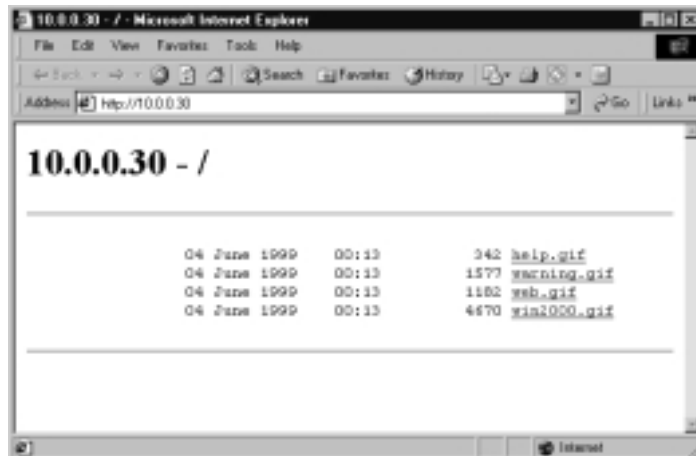 10.0.0.30 - / - Microsoft Internet Explorer
File Edit View Favorites Tools Help
Back Search Favorites History
Address http://10.0.0.30 Go Links
10.0.0.30 - /
04 June 1999 00:13 342 help.gif
04 June 1999 00:13 1577 warning.gif
04 June 1999 00:13 1182 web.gif
04 June 1999 00:13 4670 win2000.gif
Internet